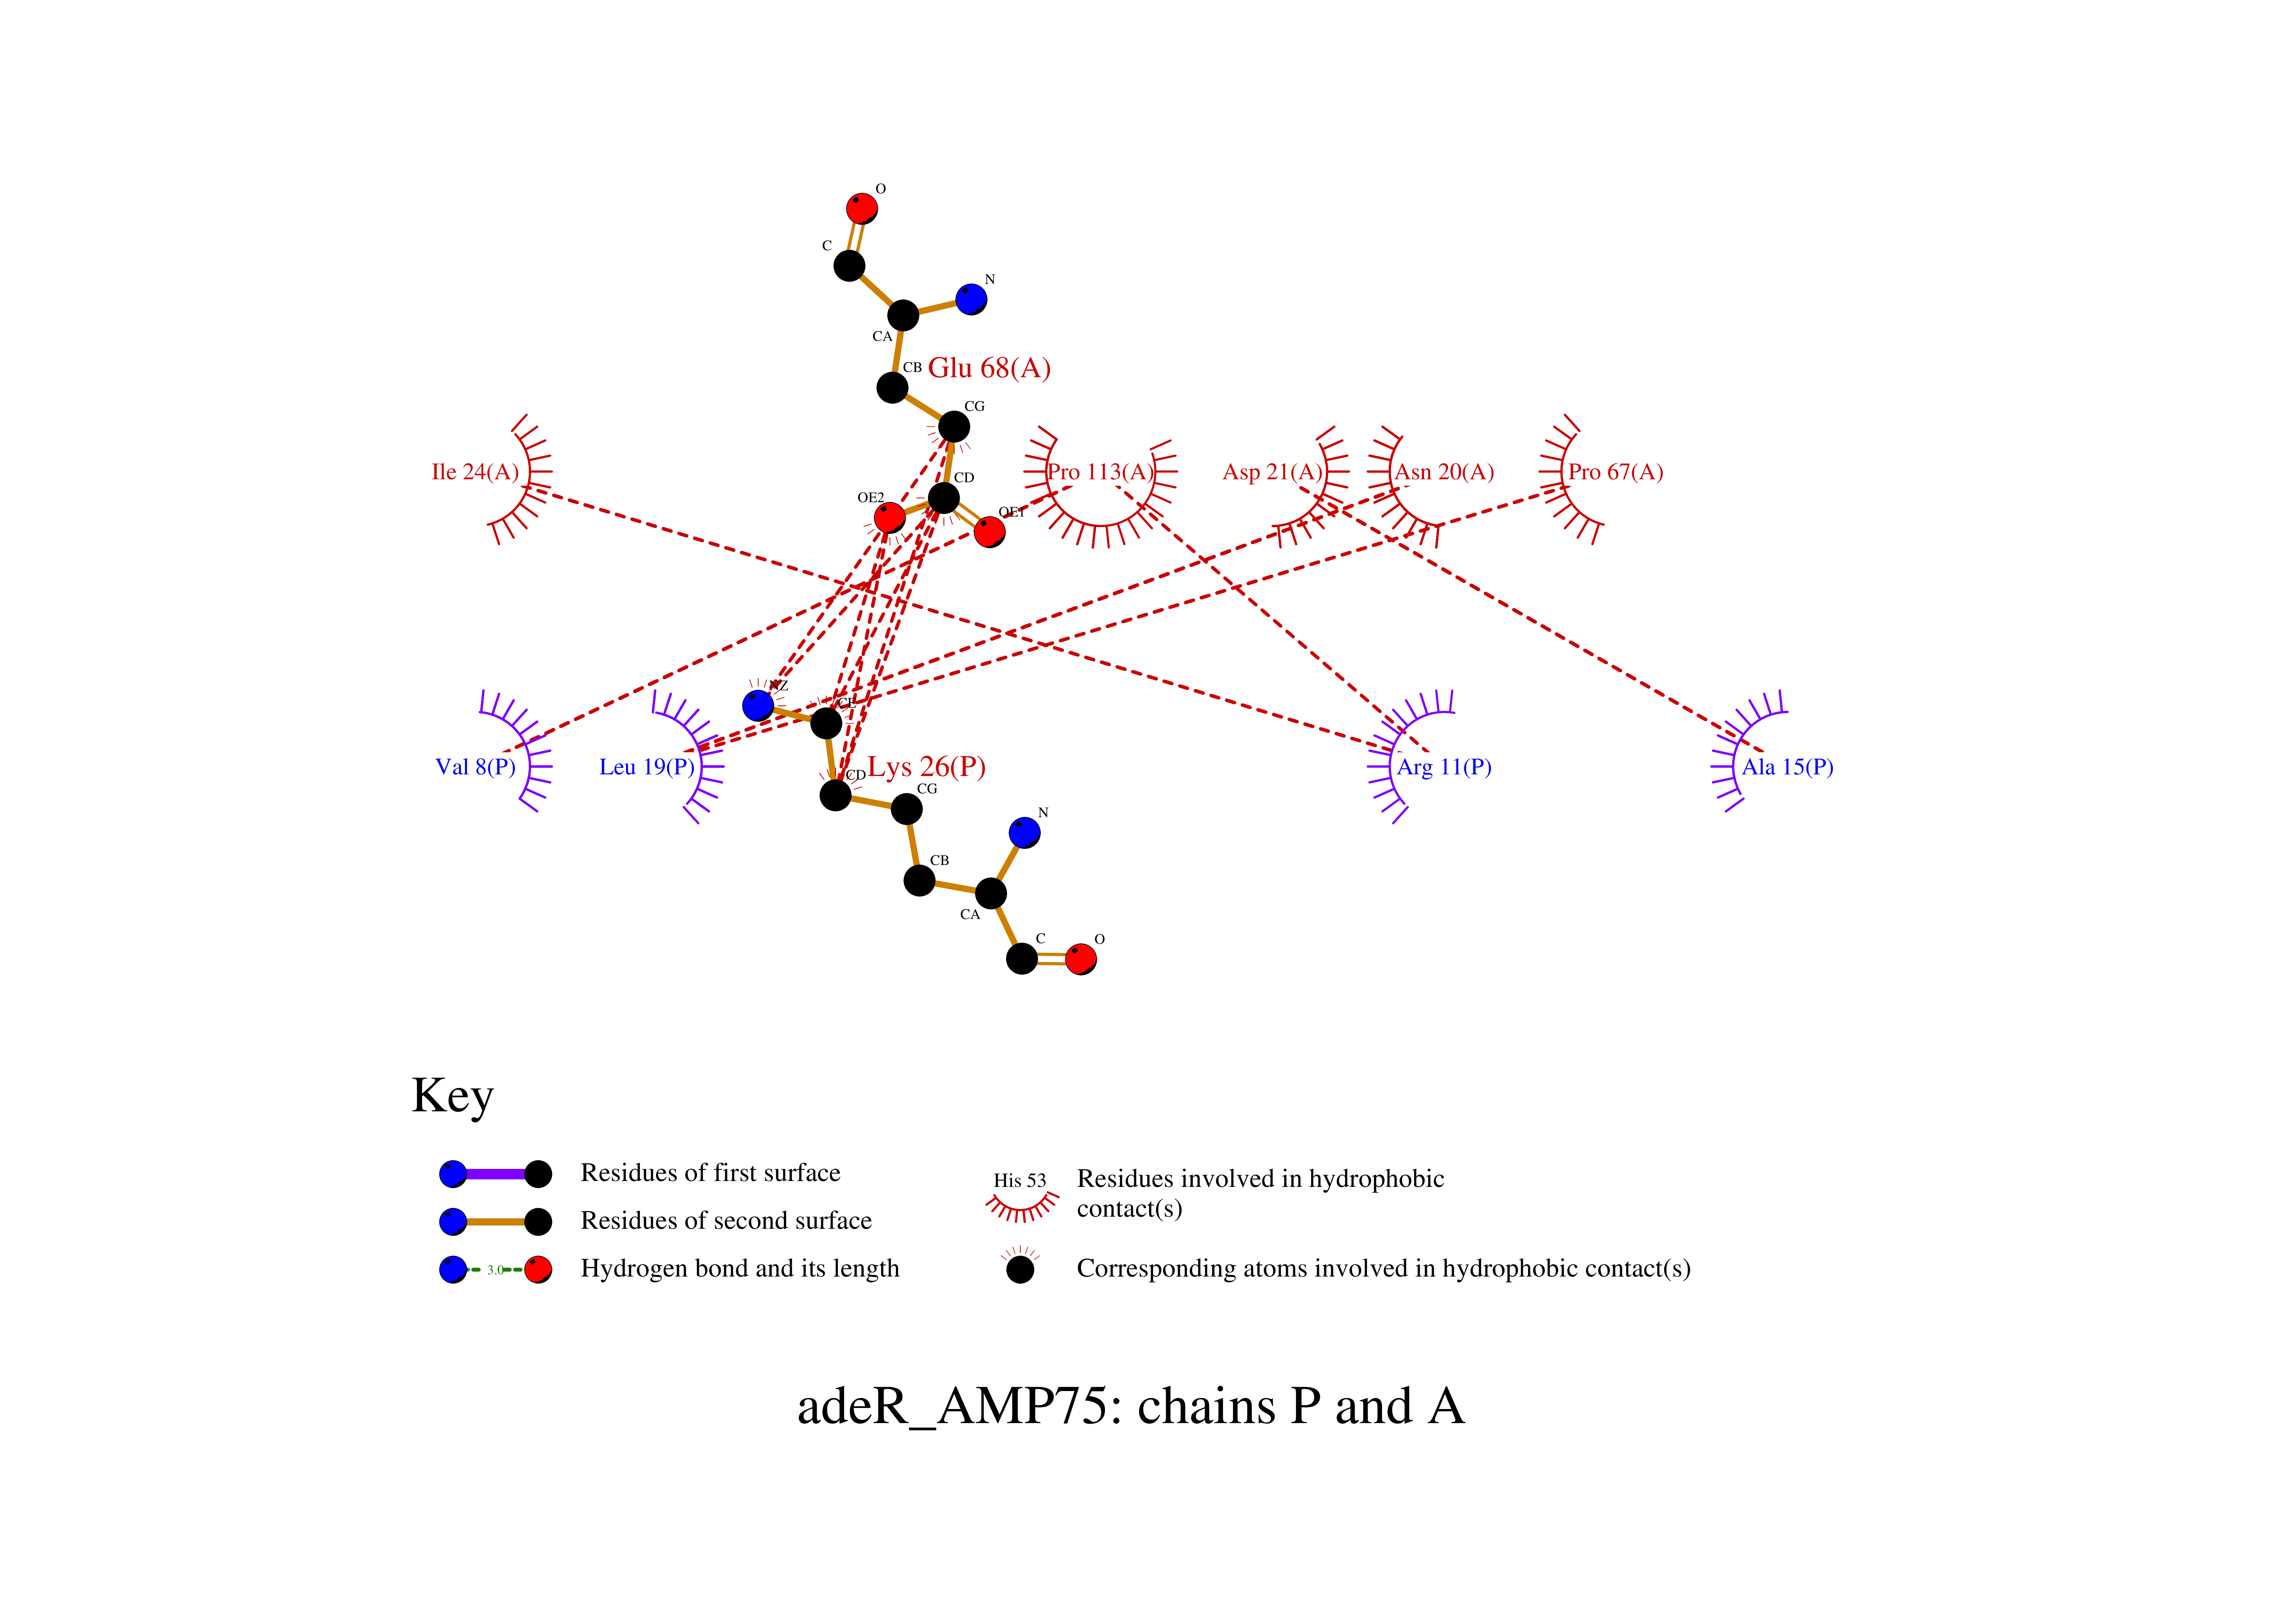 O
C
N
CA
CB
Glu 68(A)
CG
Ile 24(A)
Pro 113(A)
Asp 21(A)
Asn 20(A)
Pro 67(A)
CD
OE2
OE1
NZ
CE
Val 8(P)
Leu 19(P)
CD
Lys 26(P)
Arg 11(P)
Ala 15(P)
CG
N
CB
CA
C
O
Key
Residues of first surface
Residues of second surface
3.0
Hydrogen bond and its length
His 53
Residues involved in hydrophobic
contact(s)
Corresponding atoms involved in hydrophobic contact(s)
adeR_AMP75: chains P and A